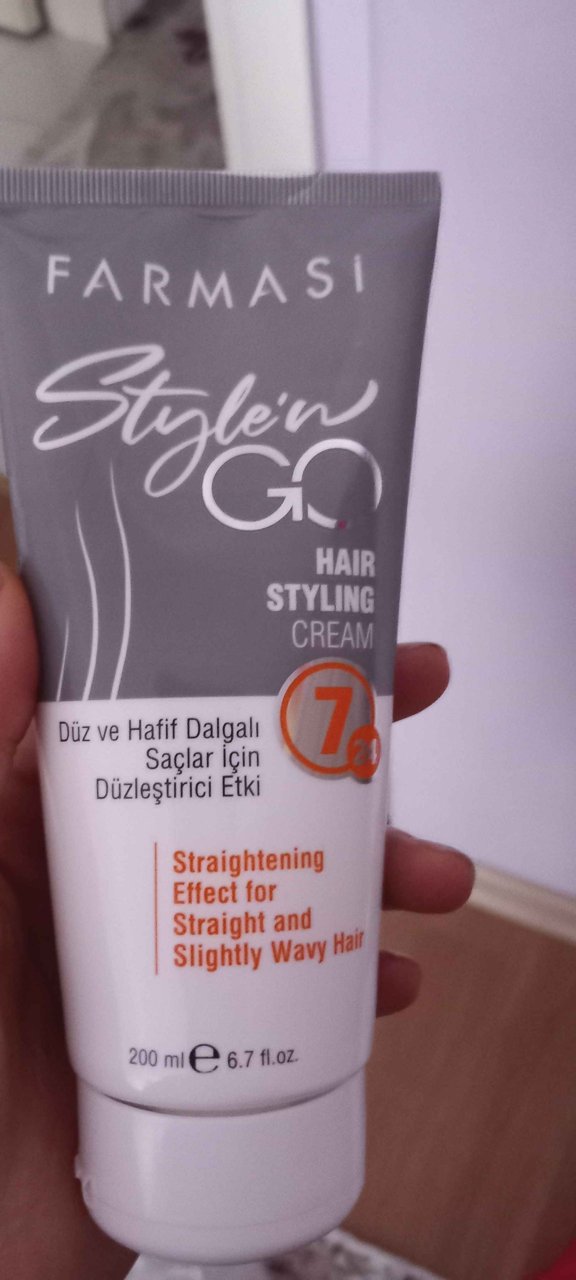 FARMASİ
Style'n
GO
HAIR
STYLING
CREAM
7
24
Düz ve Hafif Dalgalı
Saçlar İçin
Düzleştirici Etki
Straightening
Effect for
Straight and
Slightly Wavy Hair
200 ml e 6.7 fl.oz.